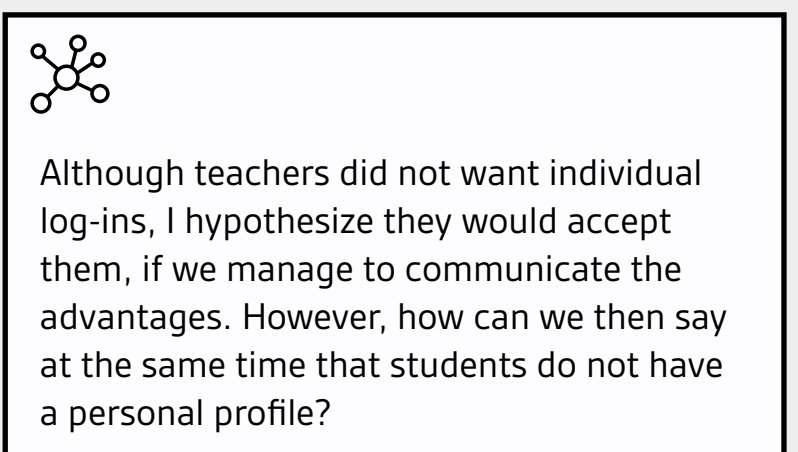 Although teachers did not want individual
log-ins, I hypothesize they would accept
them, if we manage to communicate the
advantages. However, how can we then say
at the same time that students do not have
a personal profile?